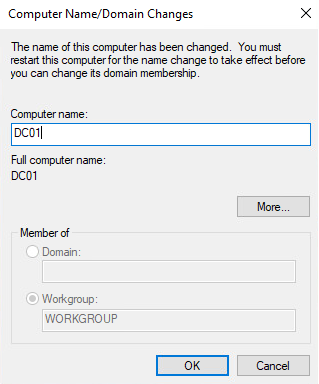 Computer Name/Domain Changes
The name of this computer has been changed.  You must
restart this computer for the name change to take effect before
you can change its domain membership.
Computer name:
DC01
Full computer name:
DC01
More...
Member of
Domain:
Workgroup:
WORKGROUP
OK
Cancel